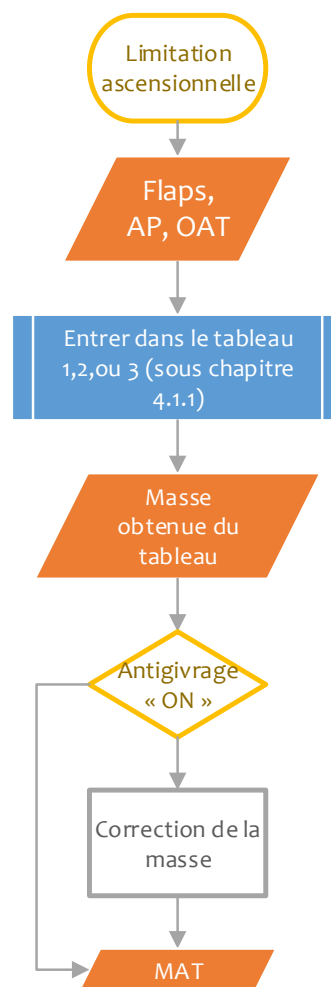 Limitation
ascensionnelle
Flaps,
AP, OAT
Entrer dans le tableau
1,2,ou 3 (sous chapitre
4.1.1)
Masse
obtenue du
tableau
Antigivrage
« ON »
Correction de la
masse
MAT